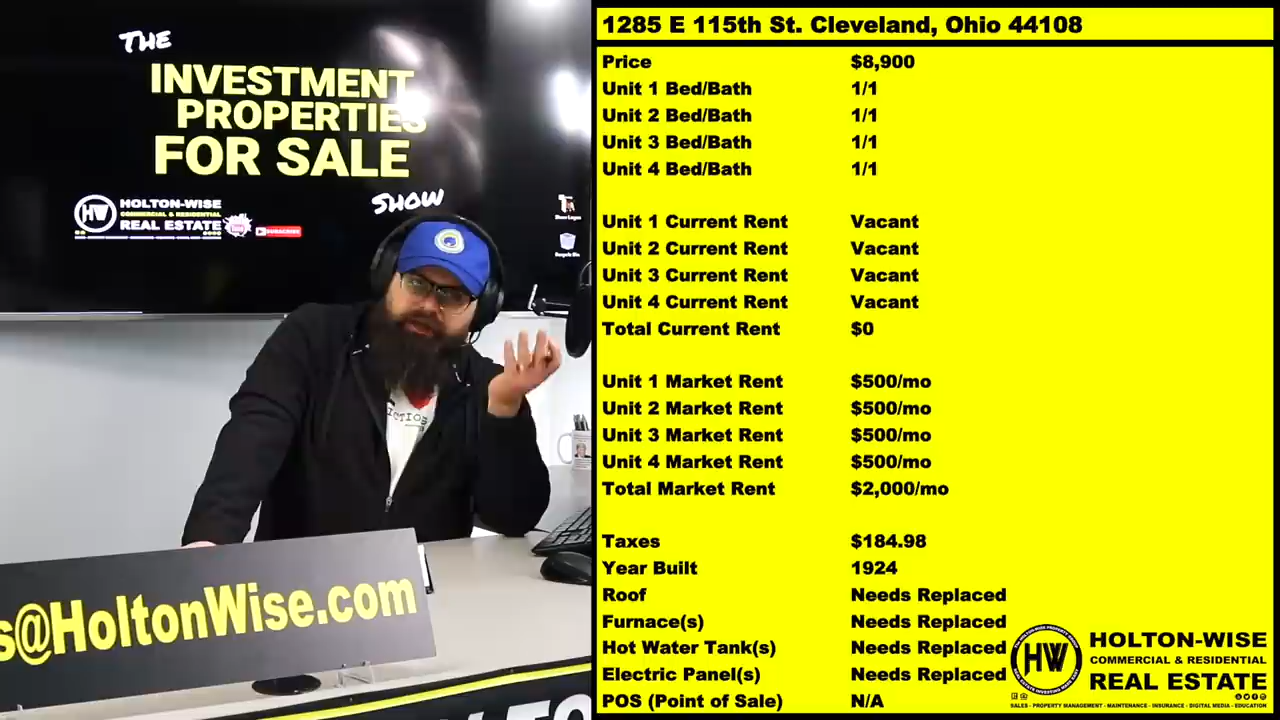 THE
INVESTMENT
PROPERTIES
FOR SALE
SHOW
HW
HOLTON-WISE
COMMERCIAL & RESIDENTIAL
REAL ESTATE
SUBSCRIBE
Recycle Bin
s@HoltonWise.com
1285 E 115th St. Cleveland, Ohio 44108
Price $8,900
Unit 1 Bed/Bath 1/1
Unit 2 Bed/Bath 1/1
Unit 3 Bed/Bath 1/1
Unit 4 Bed/Bath 1/1
Unit 1 Current Rent Vacant
Unit 2 Current Rent Vacant
Unit 3 Current Rent Vacant
Unit 4 Current Rent Vacant
Total Current Rent $0
Unit 1 Market Rent $500/mo
Unit 2 Market Rent $500/mo
Unit 3 Market Rent $500/mo
Unit 4 Market Rent $500/mo
Total Market Rent $2,000/mo
Taxes $184.98
Year Built 1924
Roof Needs Replaced
Furnace(s) Needs Replaced
Hot Water Tank(s) Needs Replaced
Electric Panel(s) Needs Replaced
POS (Point of Sale) N/A
HW
HOLTON-WISE
COMMERCIAL & RESIDENTIAL
REAL ESTATE
SALES - PROPERTY MANAGEMENT - MAINTENANCE - INSURANCE - DIGITAL MEDIA - EDUCATION